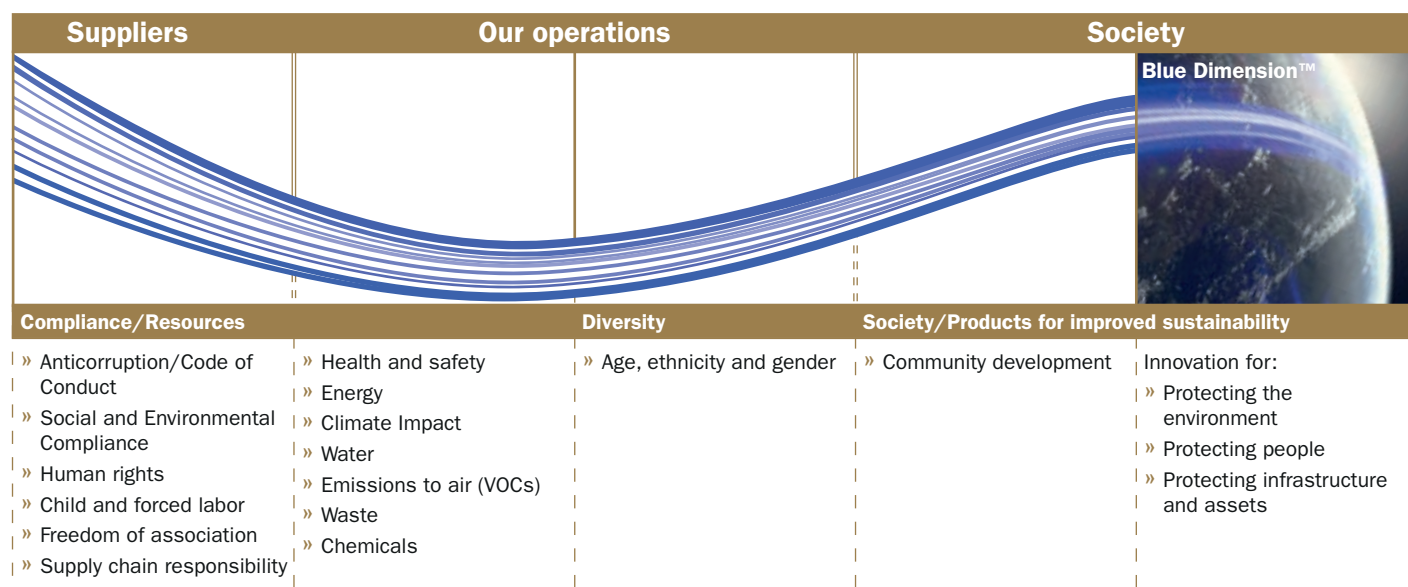 Suppliers
Our operations
Society
Blue Dimension™
Compliance/Resources
Diversity
Society/Products for improved sustainability
» Anticorruption/Code of
Conduct
» Social and Environmental
Compliance
» Human rights
» Child and forced labor
» Freedom of association
» Supply chain responsibility
» Health and safety
» Energy
» Climate Impact
» Water
» Emissions to air (VOCs)
» Waste
» Chemicals
» Age, ethnicity and gender
» Community development
Innovation for:
» Protecting the
environment
» Protecting people
» Protecting infrastructure
and assets